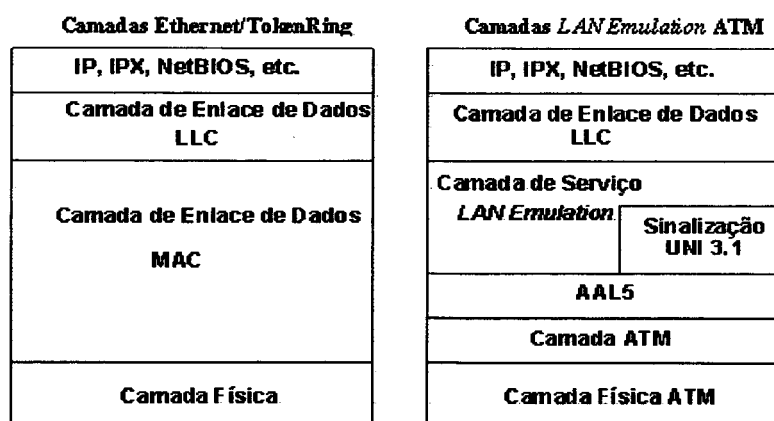 Camadas Ethernet/TokenRing
IP, IPX, NetBIOS, etc.
Camada de Enlace de Dados
LLC
Camada de Enlace de Dados
MAC
Camada Física
Camadas LAN Emulation ATM
IP, IPX, NetBIOS, etc.
Camada de Enlace de Dados
LLC
Camada de Serviço
LAN Emulation
Sinalização
UNI 3.1
AAL5
Camada ATM
Camada Física ATM